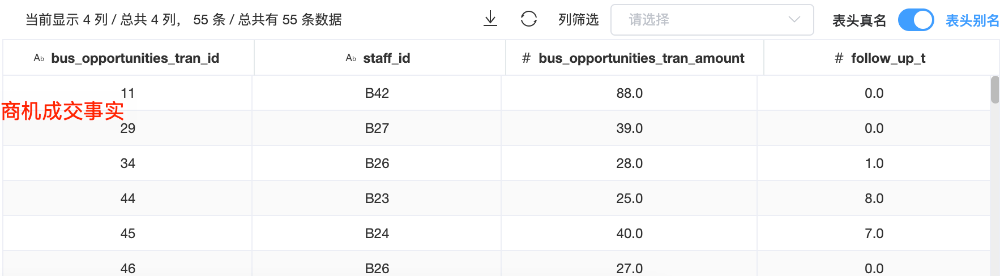 当前显示 4 列 / 总共 4 列， 55 条 / 总共有 55 条数据 列筛选 请选择 表头真名 表头别名
Ab bus_opportunities_tran_id Ab staff_id # bus_opportunities_tran_amount # follow_up_t
11 B42 88.0 0.0
商机成交事实
29 B27 39.0 0.0
34 B26 28.0 1.0
44 B23 25.0 8.0
45 B24 40.0 7.0
46 B26 27.0 0.0